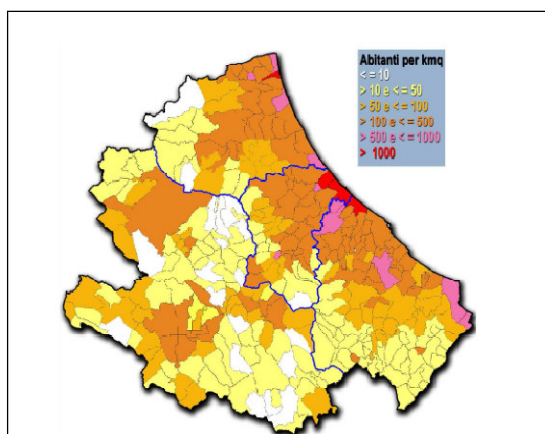 Abitanti per kmq
< = 10
> 10 e < = 50
> 50 e < = 100
> 100 e < = 500
> 500 e < = 1000
> 1000